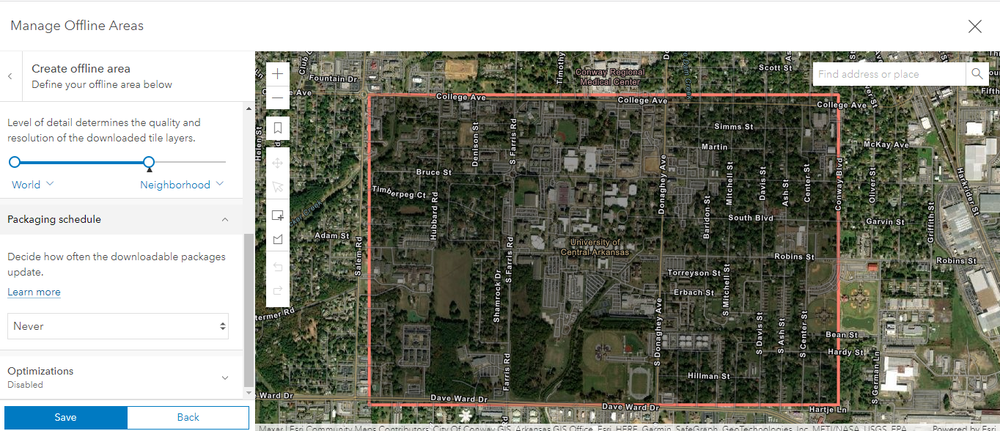 Manage Offline Areas
Create offline area
Define your offline area below
Level of detail determines the quality and
resolution of the downloaded tile layers.
World
Neighborhood
Packaging schedule
Decide how often the downloadable packages
update.
Learn more
Never
Optimizations
Disabled
Save
Back
Find address or place
Fountain Dr
Timothy
Conway Regional
Medical Center
Scott St
College Ave
College Ave
College Ave
Simms St
Martin
McKay Ave
Helen St
Denison St
S Farris Rd
Bruce St
Timberpeg Ct
Hubbard Rd
Donaghey Ave
Mitchell St
Davis St
Ash St
Center St
Conway Blvd
Oliver St
Harkrider St
Baridon St
South Blvd
Garvin St
Griffith St
Adam St
Salem Rd
University of
Central Arkansas
S Farris Rd
Robins St
Robins St
Torreyson St
Erbach St
S Mitchell St
Shamrock Dr
termer Rd
S Donaghey Ave
S Davis St
S Ash St
S Center St
Bean St
Hardy St
S German Ln
Farris Rd
Hillman St
Ward Dr
Dave Ward Dr
Dave Ward Dr
Hartje Ln
Maxar | Esri Community Maps Contributors, City Of Conway GIS, Arkansas GIS Office, Esri, HERE, Garmin, SafeGraph, GeoTechnologies, Inc, METI/NASA, USGS, EPA
Powered by Esri